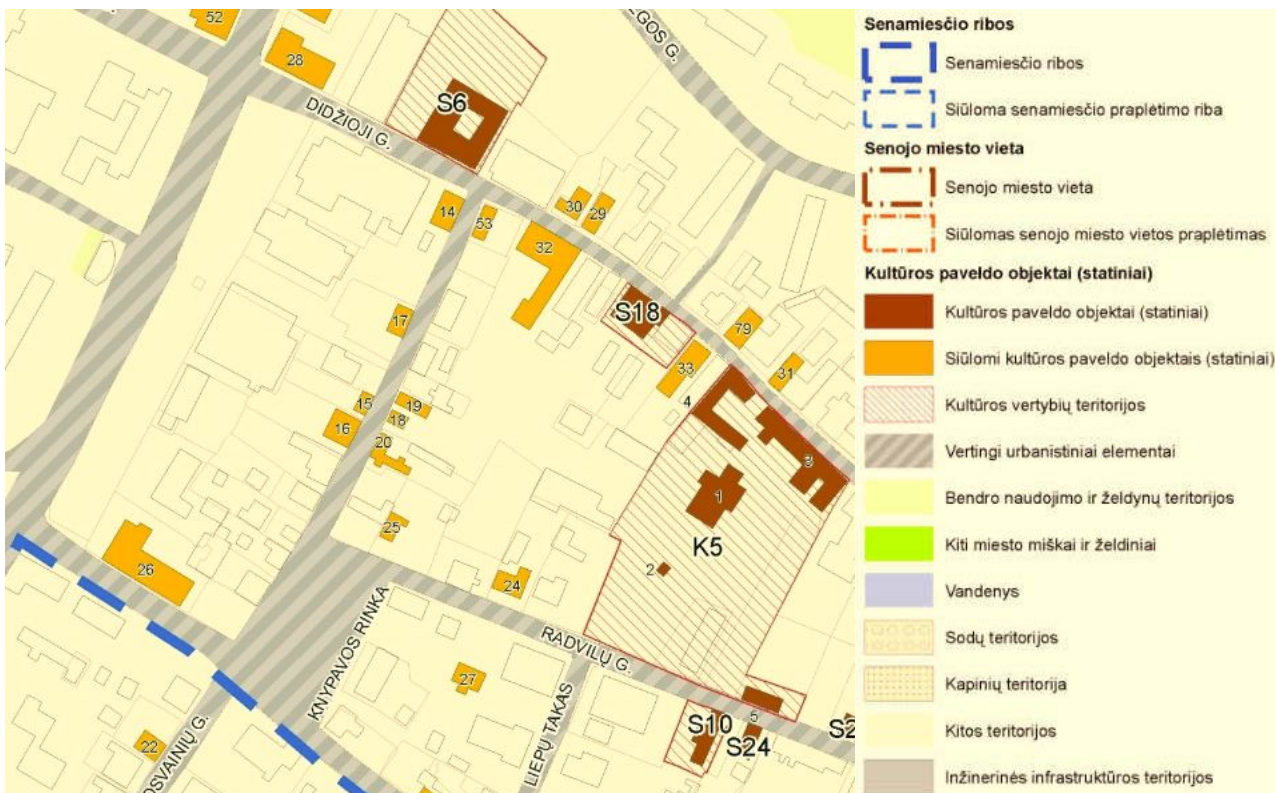 52
28
S6
DIDŽIOJI G.
EGOS G.
14
53
30
29
32
S18
17
79
33
31
15
16
19
18
20
4
3
1
K5
25
2
26
24
RADVILŲ G.
KNYPAVOS RINKA
27
LIEPŲ TAKAS
22
OSVAINIŲ G.
5
S10
S24
S2
Senamiesčio ribos
Senamiesčio ribos
Siūloma senamiesčio praplėtimo riba
Senojo miesto vieta
Senojo miesto vieta
Siūlomas senojo miesto vietos praplėtimas
Kultūros paveldo objektai (statiniai)
Kultūros paveldo objektai (statiniai)
Siūlomi kultūros paveldo objektais (statiniai)
Kultūros vertybių teritorijos
Vertingi urbanistiniai elementai
Bendro naudojimo ir želdynų teritorijos
Kiti miesto miškai ir želdiniai
Vandenys
Sodų teritorijos
Kapinių teritorija
Kitos teritorijos
Inžinerinės infrastruktūros teritorijos